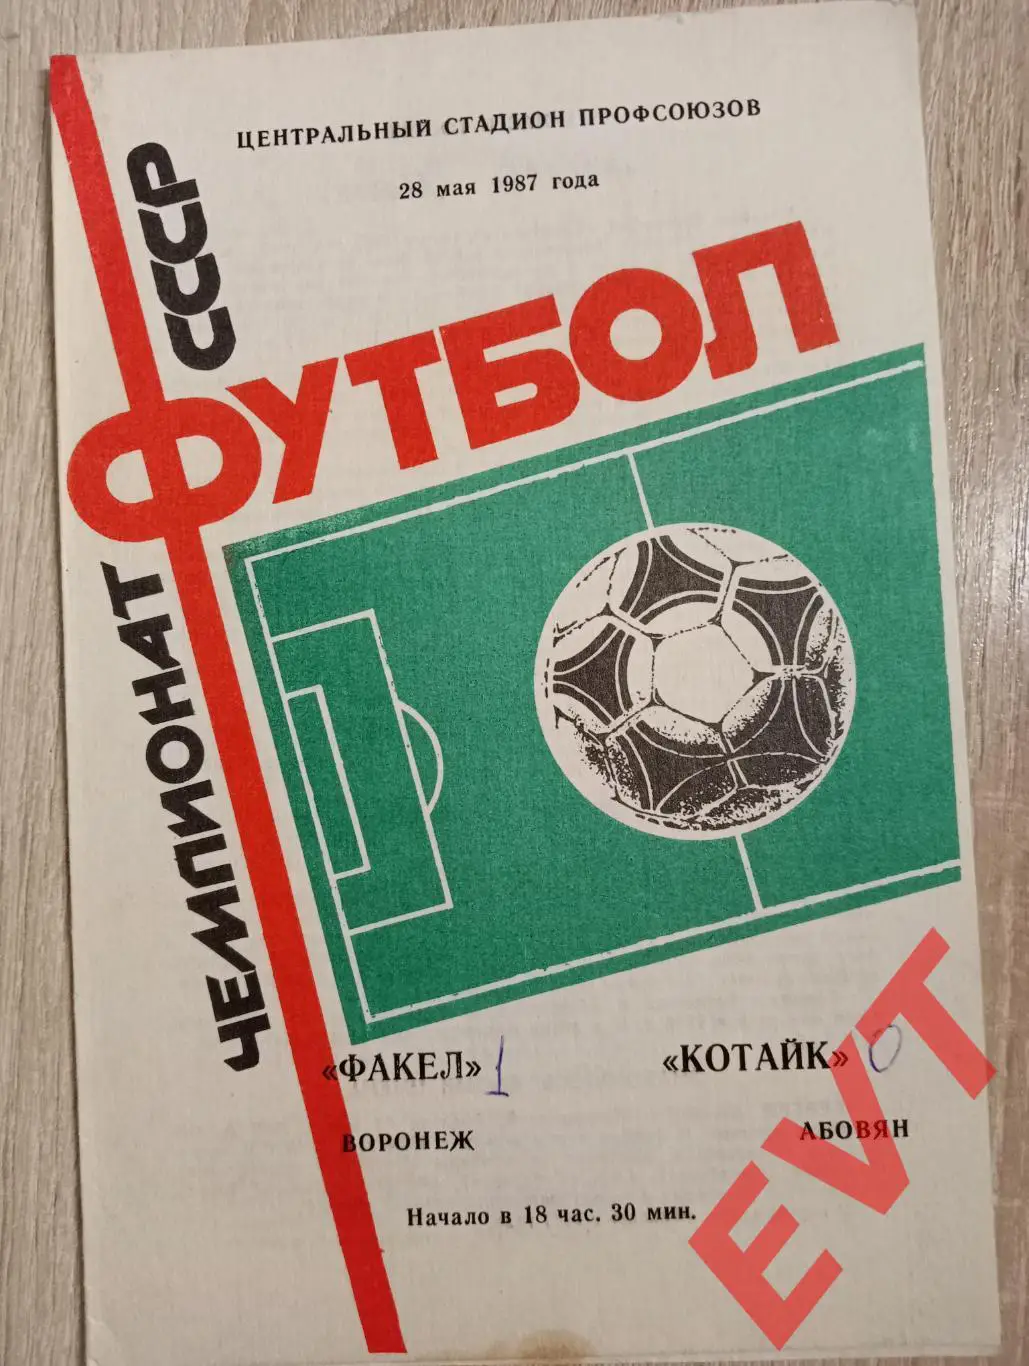 ЦЕНТРАЛЬНЫЙ СТАДИОН ПРОФСОЮЗОВ
28 мая 1987 года
ЧЕМПИОНАТ СССР
ФУТБОЛ
«ФАКЕЛ» 1 «КОТАЙК» 0
ВОРОНЕЖ АБОВЯН
Начало в 18 час. 30 мин.
EVT